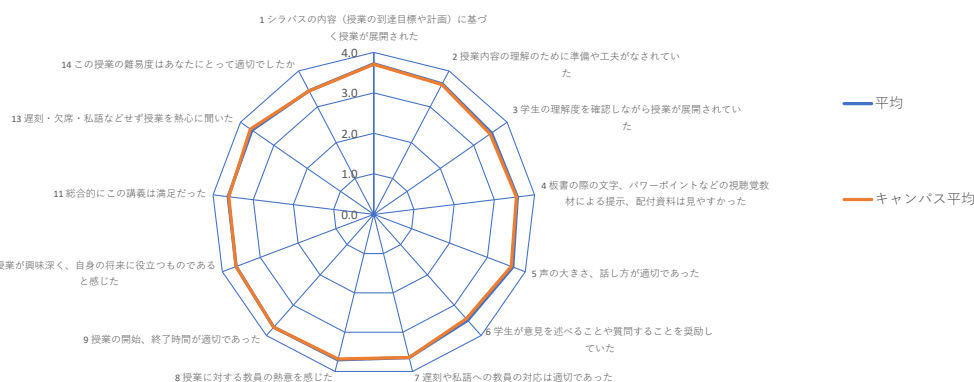 1 シラバスの内容（授業の到達目標や計画）に基づ
く授業が展開された
2 授業内容の理解のために準備や工夫がなされてい
た
3 学生の理解度を確認しながら授業が展開されてい
た
4 板書の際の文字、パワーポイントなどの視聴覚教
材による提示、配付資料は見やすかった
5 声の大きさ、話し方が適切であった
6 学生が意見を述べることや質問することを奨励し
ていた
7 遅刻や私語への教員の対応は適切であった
8 授業に対する教員の熱意を感じた
9 授業の開始、終了時間が適切であった
授業が興味深く、自身の将来に役立つものである
と感じた
11 総合的にこの講義は満足だった
13 遅刻・欠席・私語などせず授業を熱心に聞いた
14 この授業の難易度はあなたにとって適切でしたか
4.0
3.0
2.0
1.0
0.0
平均
キャンパス平均